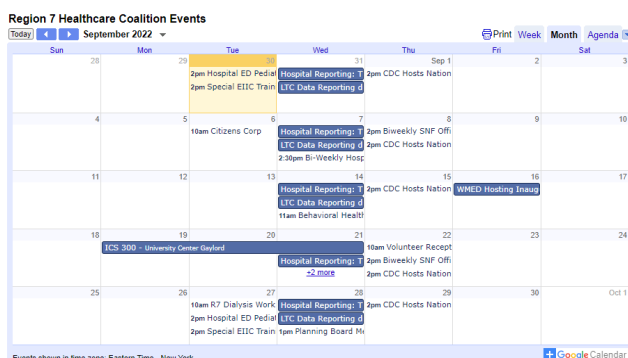 Region 7 Healthcare Coalition Events
Today September 2022 Print Week Month Agenda
Sun Mon Tue Wed Thu Fri Sat
28 29 30 31 Sep 1 2 3
2pm Hospital ED Pediat Hospital Reporting: T 2pm CDC Hosts Nation
2pm Special EIIC Train LTC Data Reporting d
4 5 6 7 8 9 10
10am Citizens Corp Hospital Reporting: T 2pm Biweekly SNF Offi
LTC Data Reporting d 2pm CDC Hosts Nation
2:30pm Bi-Weekly Hosp
11 12 13 14 15 16 17
Hospital Reporting: T 2pm CDC Hosts Nation WMED Hosting Inaug
LTC Data Reporting d
11am Behavioral Health
18 19 20 21 22 23 24
ICS 300 - University Center Gaylord 10am Volunteer Recept
Hospital Reporting: T 2pm Biweekly SNF Offi
+2 more 2pm CDC Hosts Nation
25 26 27 28 29 30 Oct 1
10am R7 Dialysis Work Hospital Reporting: T 2pm CDC Hosts Nation
2pm Hospital ED Pediat LTC Data Reporting d
2pm Special EIIC Train 1pm Planning Board Me
Events shown in time zone: Eastern Time - New York
Google Calendar